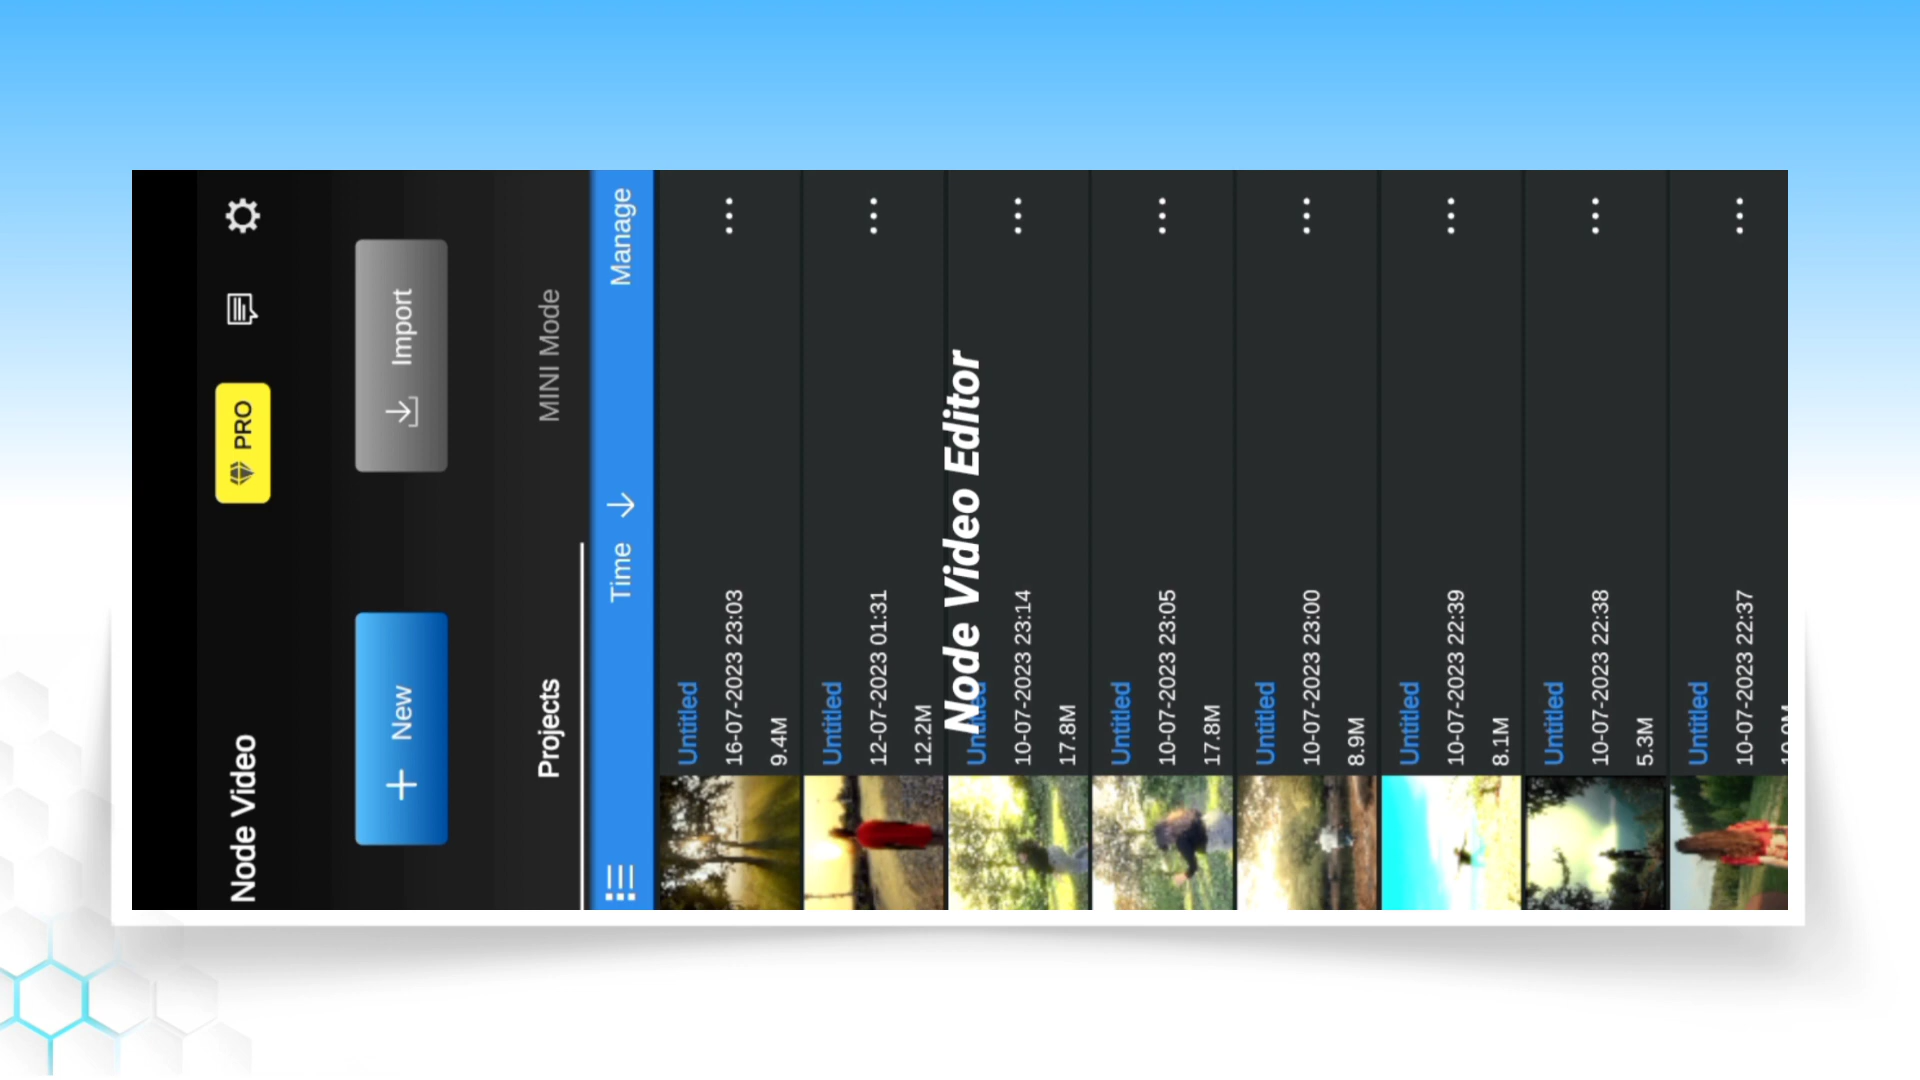 Node Video
PRO
New
Import
Projects
MINI Mode
Time
Manage
Untitled
16-07-2023 23:03
9.4M
Untitled
12-07-2023 01:31
12.2M
Node Video Editor
Untitled
10-07-2023 23:14
17.8M
Untitled
10-07-2023 23:05
17.8M
Untitled
10-07-2023 23:00
8.9M
Untitled
10-07-2023 22:39
8.1M
Untitled
10-07-2023 22:38
5.3M
Untitled
10-07-2023 22:37